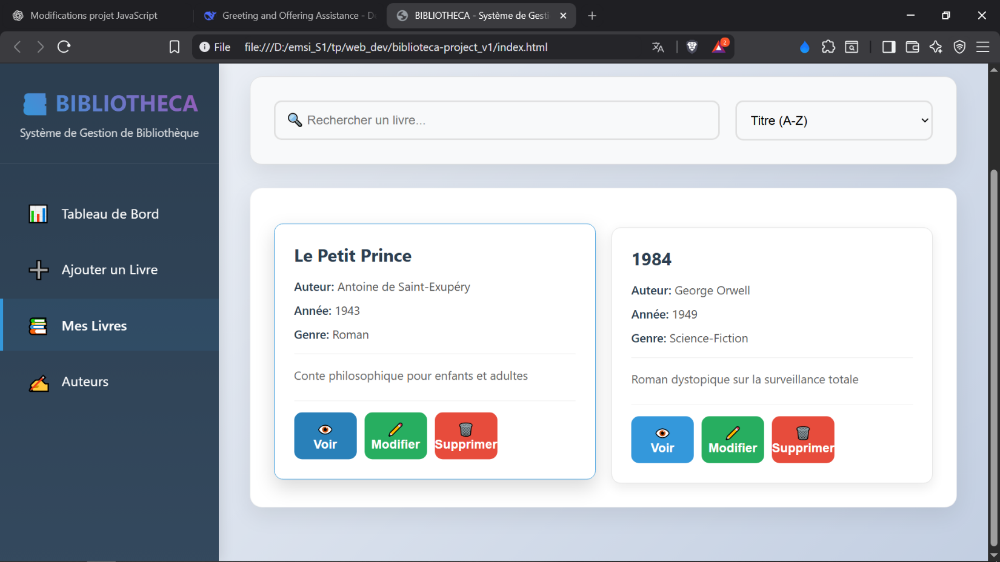 Modifications projet JavaScript
Greeting and Offering Assistance - D
BIBLIOTHECA - Système de Gesti
File
file:///D:/emsi_S1/tp/web_dev/biblioteca-project_v1/index.html
2
BIBLIOTHECA
Système de Gestion de Bibliothèque
Tableau de Bord
Ajouter un Livre
Mes Livres
Auteurs
Rechercher un livre...
Titre (A-Z)
Le Petit Prince
Auteur: Antoine de Saint-Exupéry
Année: 1943
Genre: Roman
Conte philosophique pour enfants et adultes
Voir
Modifier
Supprimer
1984
Auteur: George Orwell
Année: 1949
Genre: Science-Fiction
Roman dystopique sur la surveillance totale
Voir
Modifier
Supprimer